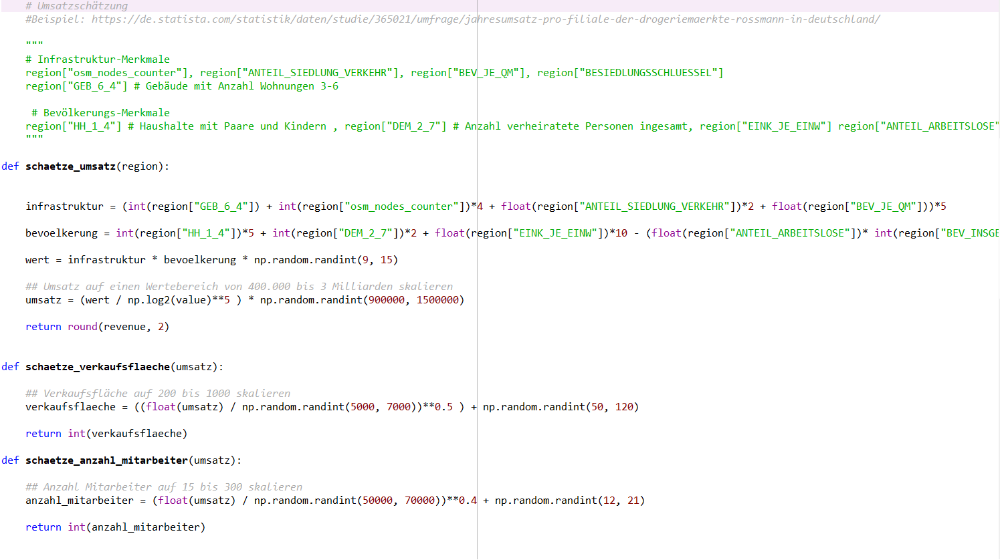 # Umsatzschätzung
#Beispiel: https://de.statista.com/statistik/daten/studie/365021/umfrage/jahresumsatz-pro-filiale-der-drogeriemaerkte-rossmann-in-deutschland/
"""
# Infrastruktur-Merkmale
region["osm_nodes_counter"], region["ANTEIL_SIEDLUNG_VERKEHR"], region["BEV_JE_QM"], region["BESIEDLUNGSSCHLUESSEL"]
region["GEB_6_4"] # Gebäude mit Anzahl Wohnungen 3-6
# Bevölkerungs-Merkmale
region["HH_1_4"] # Haushalte mit Paare und Kindern , region["DEM_2_7"] # Anzahl verheiratete Personen ingesamt, region["EINK_JE_EINW"] region["ANTEIL_ARBEITSLOSE"
"""
def schaetze_umsatz(region):
infrastruktur = (int(region["GEB_6_4"]) + int(region["osm_nodes_counter"])*4 + float(region["ANTEIL_SIEDLUNG_VERKEHR"])*2 + float(region["BEV_JE_QM"]))*5
bevoelkerung = int(region["HH_1_4"])*5 + int(region["DEM_2_7"])*2 + float(region["EINK_JE_EINW"])*10 - (float(region["ANTEIL_ARBEITSLOSE"])* int(region["BEV_INSGE
wert = infrastruktur * bevoelkerung * np.random.randint(9, 15)
## Umsatz auf einen Wertebereich von 400.000 bis 3 Milliarden skalieren
umsatz = (wert / np.log2(value)**5 ) * np.random.randint(900000, 1500000)
return round(revenue, 2)
def schaetze_verkaufsflaeche(umsatz):
## Verkaufsfläche auf 200 bis 1000 skalieren
verkaufsflaeche = ((float(umsatz) / np.random.randint(5000, 7000))**0.5 ) + np.random.randint(50, 120)
return int(verkaufsflaeche)
def schaetze_anzahl_mitarbeiter(umsatz):
## Anzahl Mitarbeiter auf 15 bis 300 skalieren
anzahl_mitarbeiter = (float(umsatz) / np.random.randint(50000, 70000))**0.4 + np.random.randint(12, 21)
return int(anzahl_mitarbeiter)